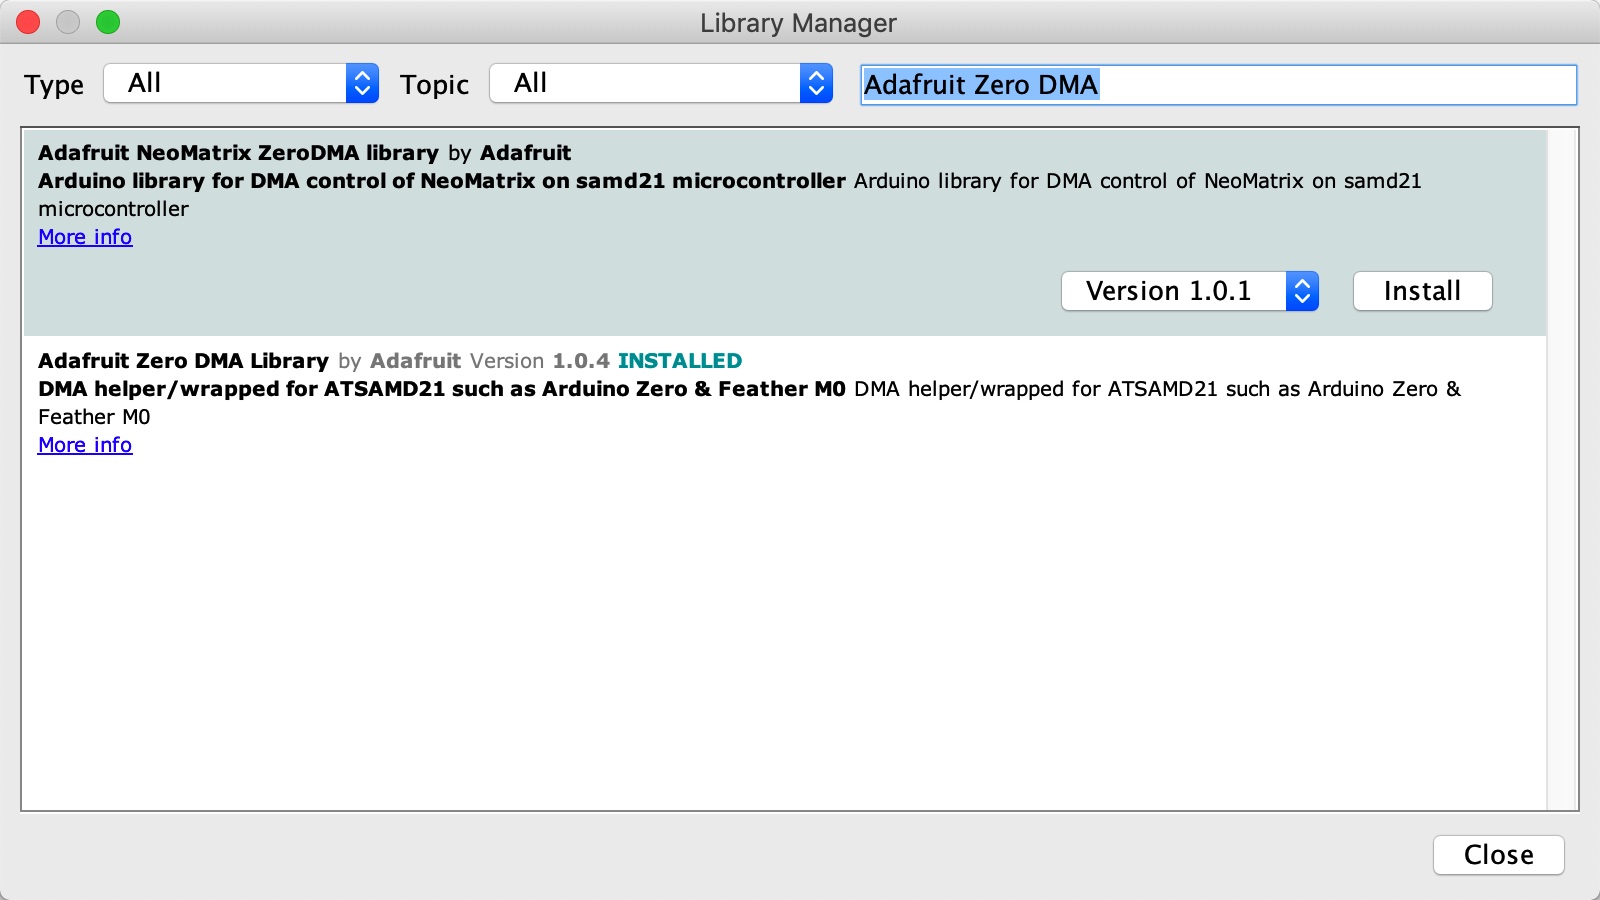 Library Manager
Type All Topic All Adafruit Zero DMA
Adafruit NeoMatrix ZeroDMA library by Adafruit
Arduino library for DMA control of NeoMatrix on samd21 microcontroller Arduino library for DMA control of NeoMatrix on samd21
microcontroller
More info
Version 1.0.1 Install
Adafruit Zero DMA Library by Adafruit Version 1.0.4 INSTALLED
DMA helper/wrapped for ATSAMD21 such as Arduino Zero & Feather M0 DMA helper/wrapped for ATSAMD21 such as Arduino Zero &
Feather M0
More info
Close